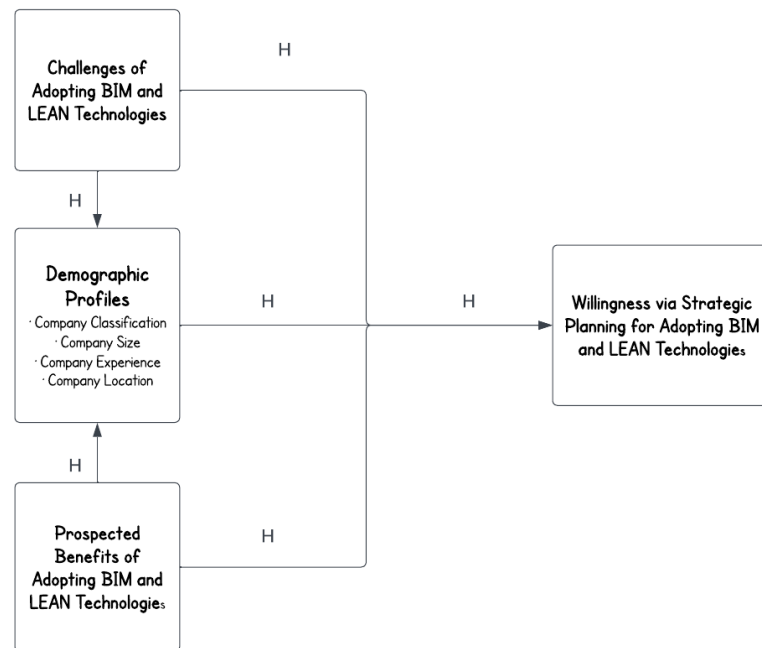 Challenges of
Adopting BIM and
LEAN Technologies
H
H
Demographic
Profiles
· Company Classification
· Company Size
· Company Experience
· Company Location
H
H
Willingness via Strategic
Planning for Adopting BIM
and LEAN Technologies
H
Prospected
Benefits of
Adopting BIM and
LEAN Technologies
H